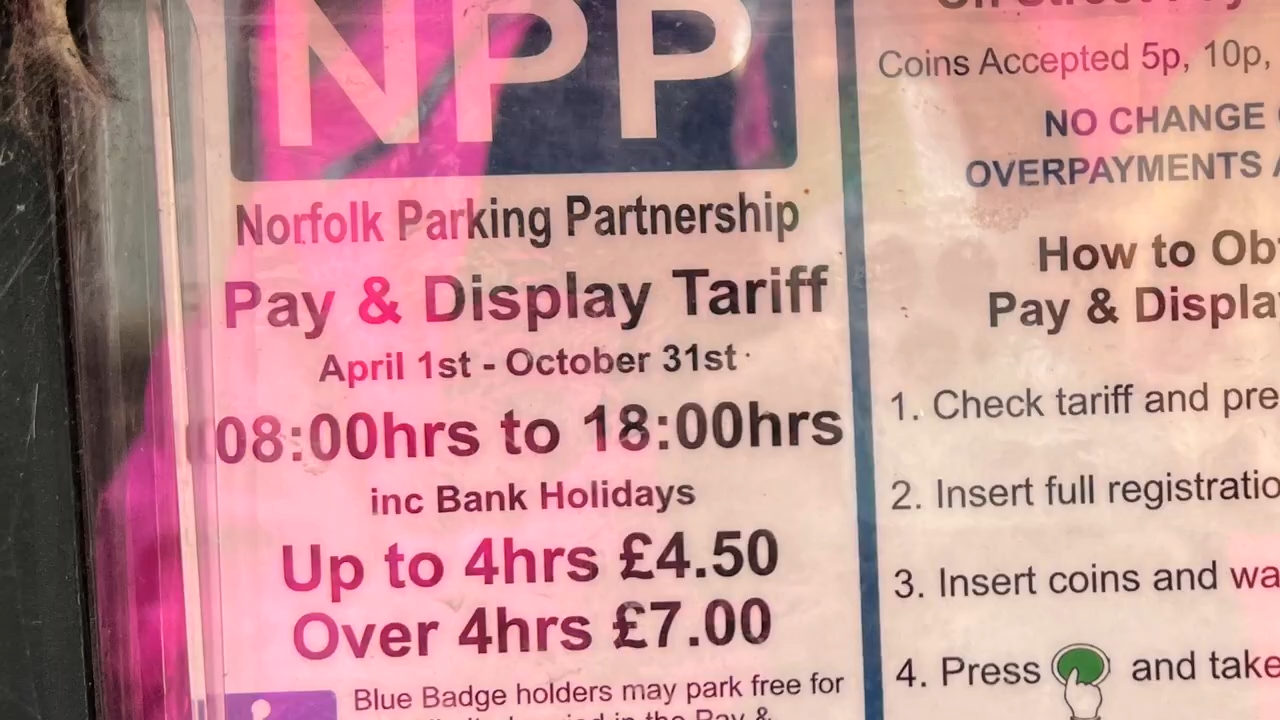 NPP
Norfolk Parking Partnership
Pay & Display Tariff
April 1st - October 31st
08:00hrs to 18:00hrs
inc Bank Holidays
Up to 4hrs £4.50
Over 4hrs £7.00
Blue Badge holders may park free for
in the Pay &
Coins Accepted 5p, 10p,
NO CHANGE
OVERPAYMENTS
How to Ob
Pay & Displa
1. Check tariff and pre
2. Insert full registratio
3. Insert coins and wa
4. Press and take